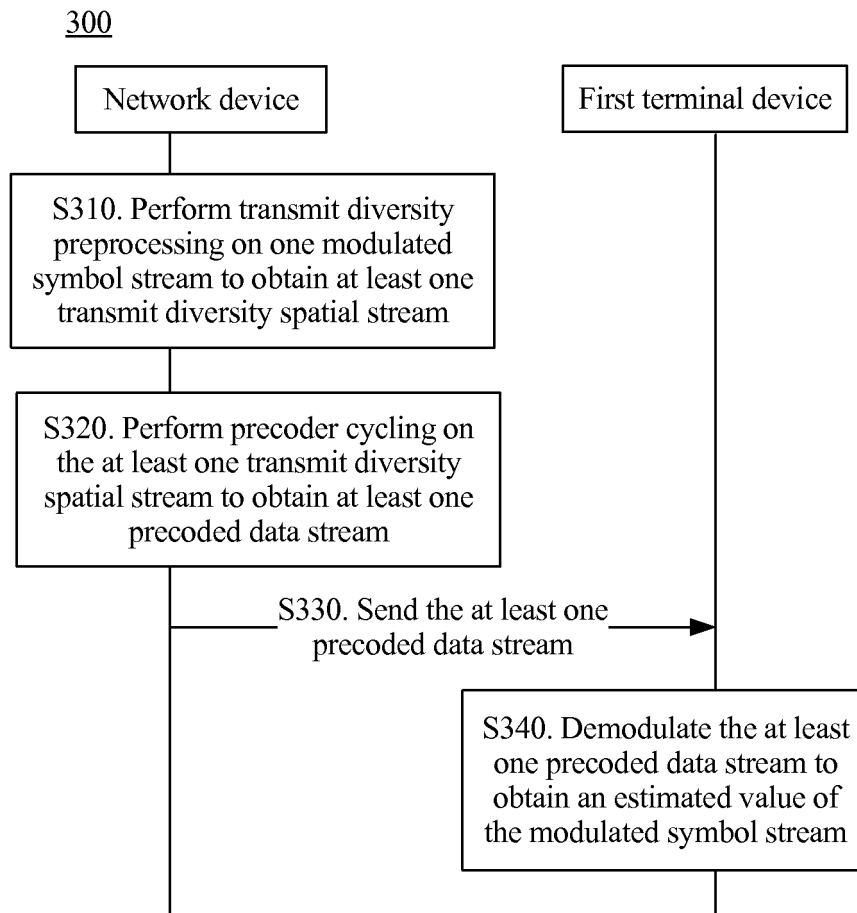 300
Network device
First terminal device
S310. Perform transmit diversity
preprocessing on one modulated
symbol stream to obtain at least one
transmit diversity spatial stream
S320. Perform precoder cycling on
the at least one transmit diversity
spatial stream to obtain at least one
precoded data stream
S330. Send the at least one
precoded data stream
S340. Demodulate the at least
one precoded data stream to
obtain an estimated value of
the modulated symbol stream